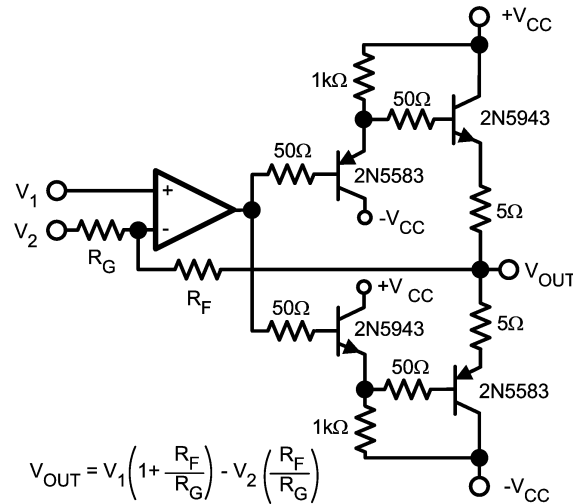 +VCC
1kΩ
50Ω
2N5943
50Ω
2N5583
V1
+
-VCC
5Ω
V2
-
RG
RF
VOUT
+VCC
50Ω
2N5943
5Ω
50Ω
2N5583
1kΩ
VOUT = V1(1+ RF/RG) - V2(RF/RG)
-VCC